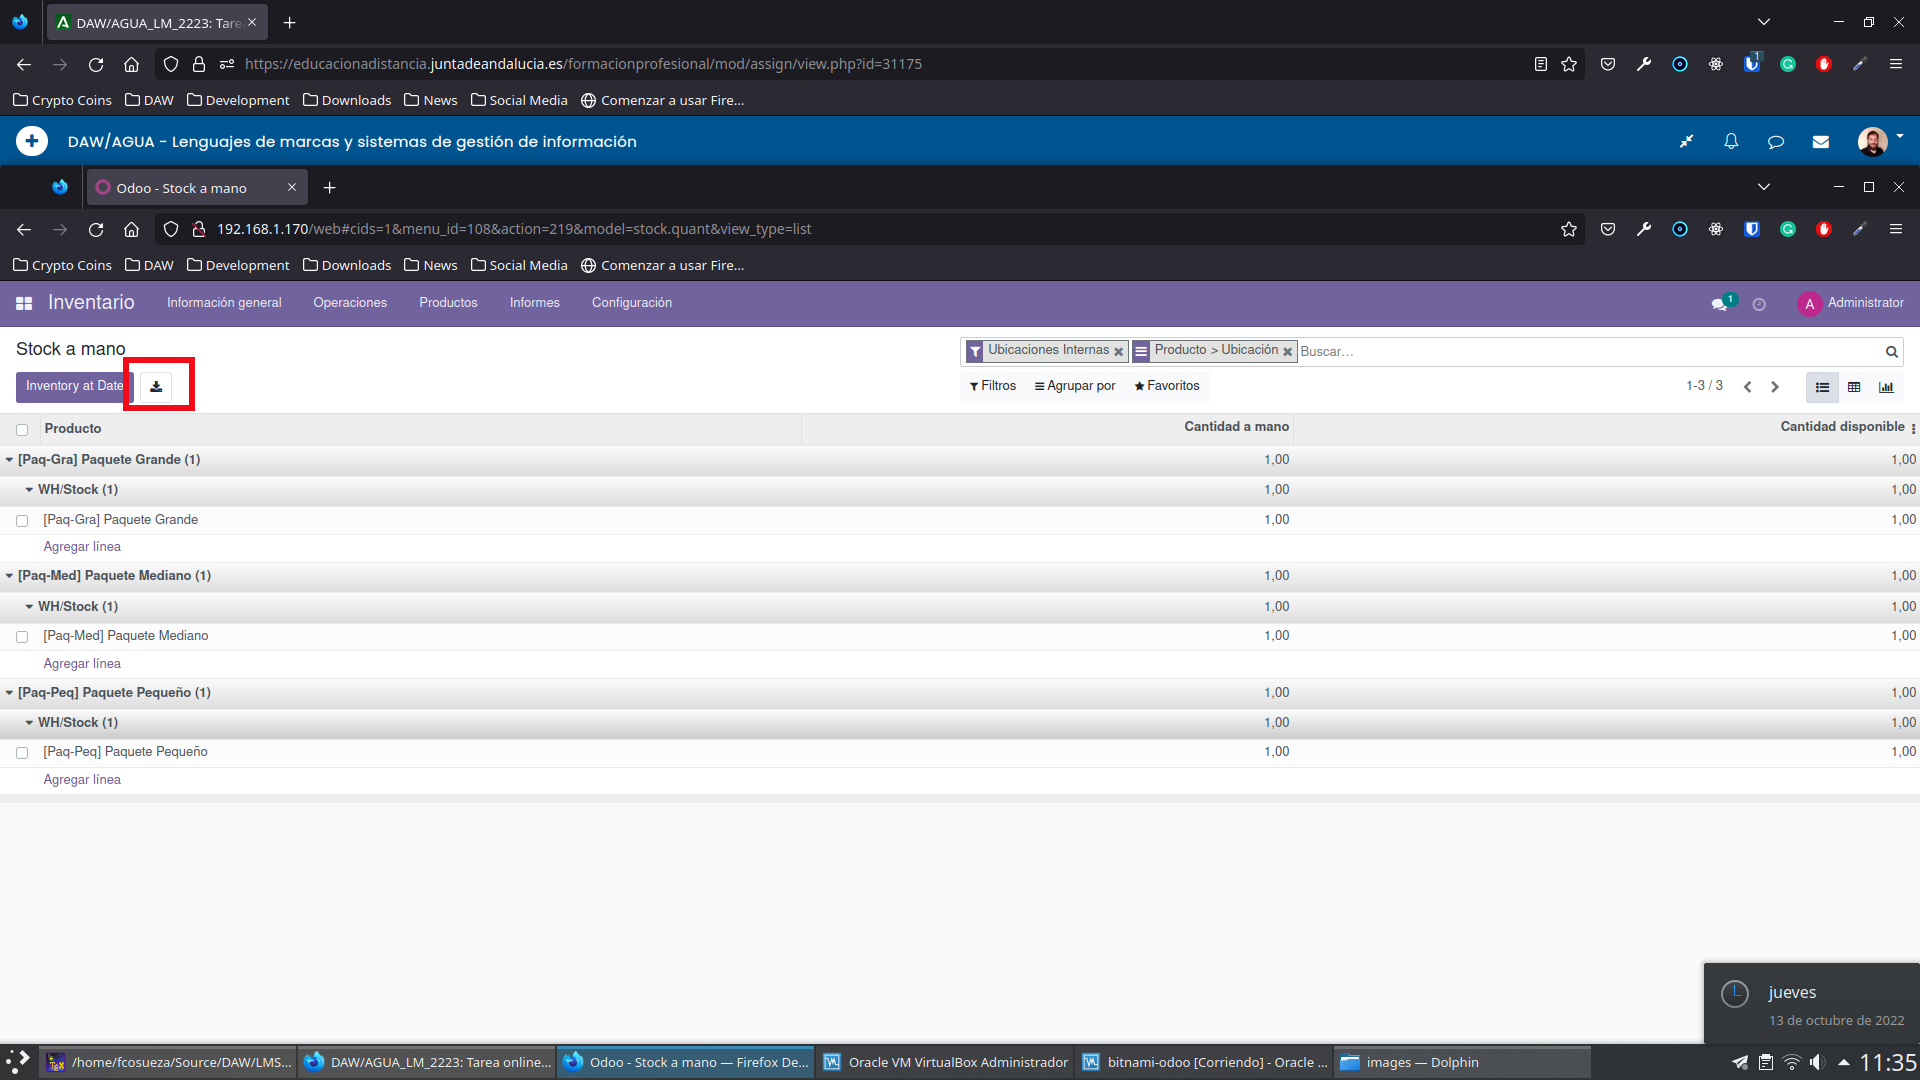 DAW/AGUA_LM_2223: Tare
https://educacionadistancia.juntadeandalucia.es/formacionprofesional/mod/assign/view.php?id=31175
1
Crypto Coins DAW Development Downloads News Social Media Comenzar a usar Fire...
DAW/AGUA - Lenguajes de marcas y sistemas de gestión de información
Odoo - Stock a mano
192.168.1.170/web#cids=1&menu_id=108&action=219&model=stock.quant&view_type=list
Crypto Coins DAW Development Downloads News Social Media Comenzar a usar Fire...
Inventario Información general Operaciones Productos Informes Configuración 1 A Administrator
Stock a mano
Ubicaciones Internas Producto > Ubicación Buscar...
Inventory at Date Filtros Agrupar por Favoritos 1-3 / 3
Producto Cantidad a mano Cantidad disponible
[Paq-Gra] Paquete Grande (1) 1,00 1,00
WH/Stock (1) 1,00 1,00
[Paq-Gra] Paquete Grande 1,00 1,00
Agregar línea
[Paq-Med] Paquete Mediano (1) 1,00 1,00
WH/Stock (1) 1,00 1,00
[Paq-Med] Paquete Mediano 1,00 1,00
Agregar línea
[Paq-Peq] Paquete Pequeño (1) 1,00 1,00
WH/Stock (1) 1,00 1,00
[Paq-Peq] Paquete Pequeño 1,00 1,00
Agregar línea
jueves
13 de octubre de 2022
/home/fcosueza/Source/DAW/LMS... DAW/AGUA_LM_2223: Tarea online... Odoo - Stock a mano — Firefox De... Oracle VM VirtualBox Administrador bitnami-odoo [Corriendo] - Oracle ... images — Dolphin 11:35